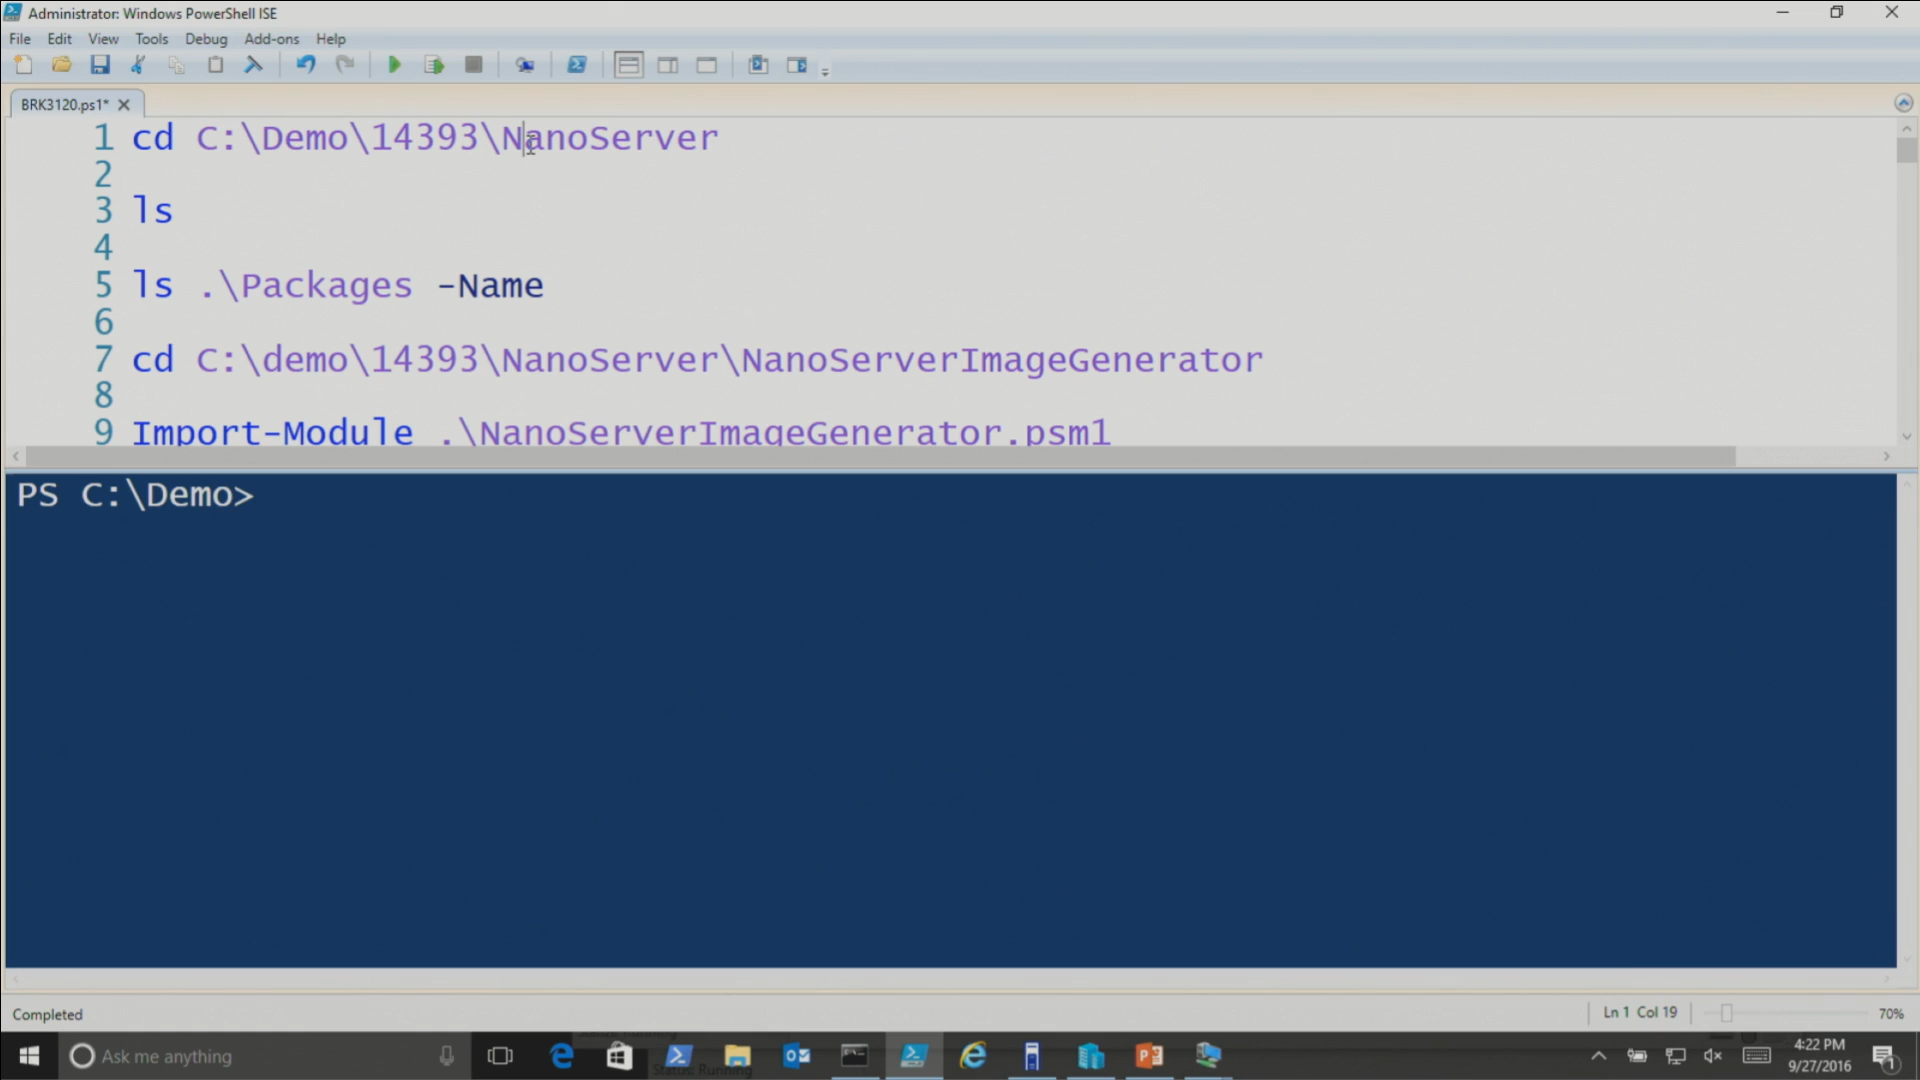 Administrator: Windows PowerShell ISE
File Edit View Tools Debug Add-ons Help
BRK3120.ps1*
1 cd C:\Demo\14393\NanoServer
2
3 ls
4
5 ls .\Packages -Name
6
7 cd C:\demo\14393\NanoServer\NanoServerImageGenerator
8
9 Import-Module .\NanoServerImageGenerator.psm1
PS C:\Demo>
Completed
Ln 1 Col 19
70%
Ask me anything
Status: Running
4:22 PM
9/27/2016
1